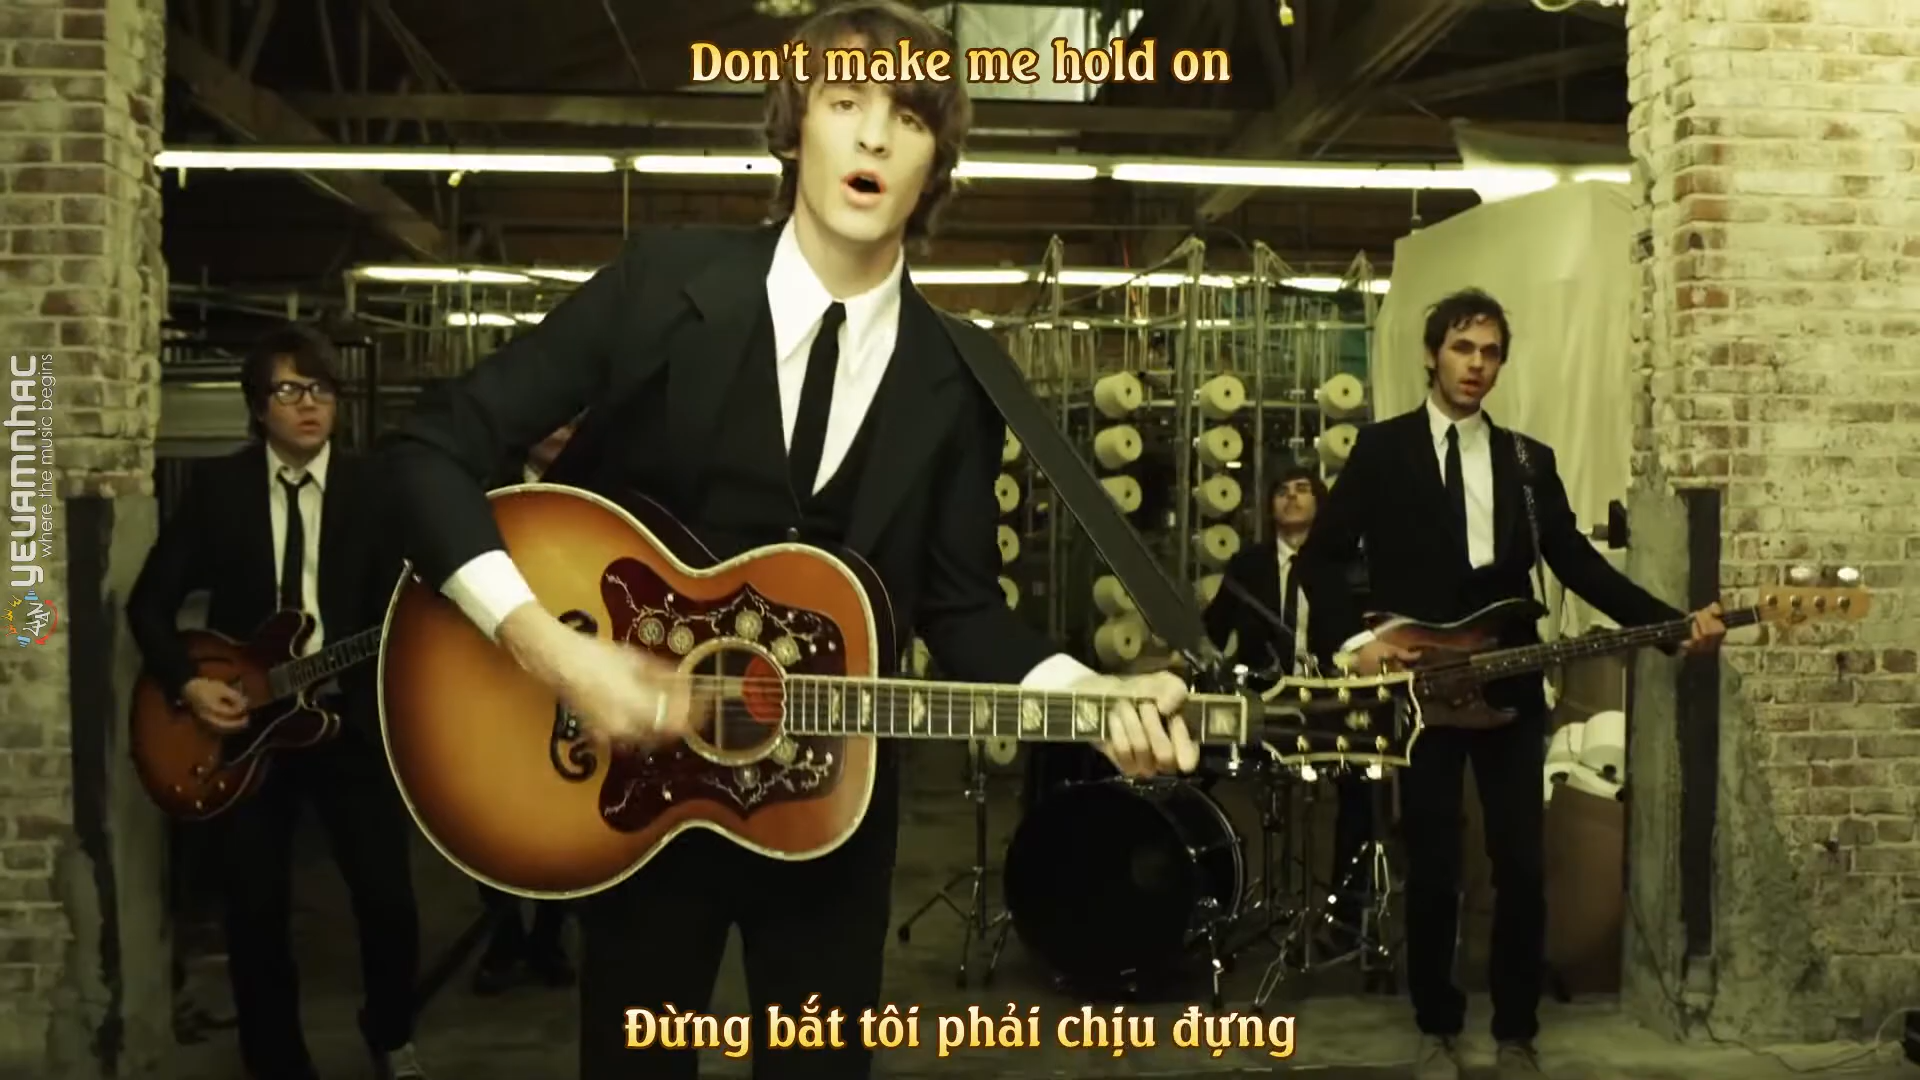 Don't make me hold on
YEUAMNHAC
where the music begins
Đừng bắt tôi phải chịu đựng